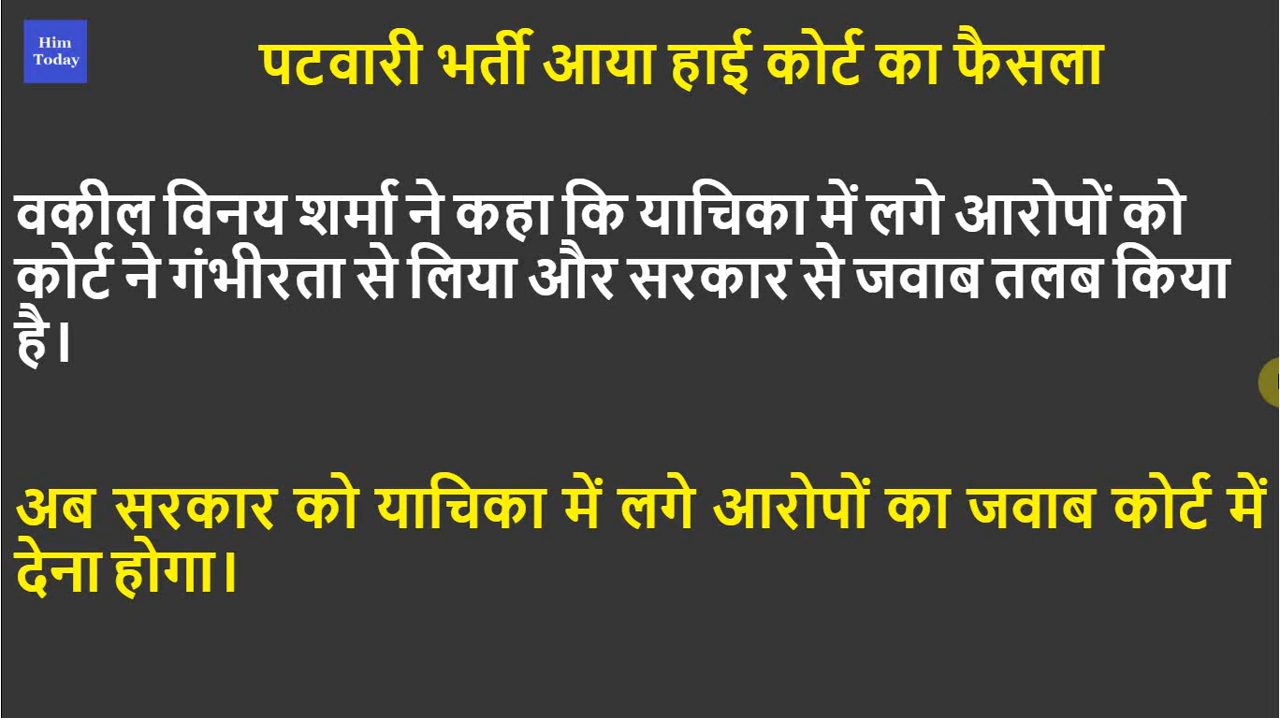 Him
Today
पटवारी भर्ती आया हाई कोर्ट का फैसला
वकील विनय शर्मा ने कहा कि याचिका में लगे आरोपों को
कोर्ट ने गंभीरता से लिया और सरकार से जवाब तलब किया
है।
अब सरकार को याचिका में लगे आरोपों का जवाब कोर्ट में
देना होगा।